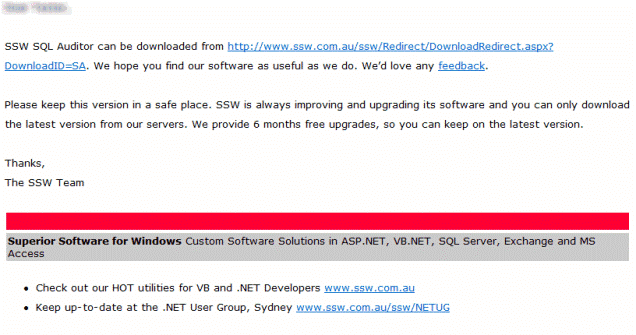 SSW SQL Auditor can be downloaded from http://www.ssw.com.au/ssw/Redirect/DownloadRedirect.aspx?
DownloadID=SA. We hope you find our software as useful as we do. We'd love any feedback.
Please keep this version in a safe place. SSW is always improving and upgrading its software and you can only download
the latest version from our servers. We provide 6 months free upgrades, so you can keep on the latest version.
Thanks,
The SSW Team
Superior Software for Windows Custom Software Solutions in ASP.NET, VB.NET, SQL Server, Exchange and MS
Access
• Check out our HOT utilities for VB and .NET Developers www.ssw.com.au
• Keep up-to-date at the .NET User Group, Sydney www.ssw.com.au/ssw/NETUG